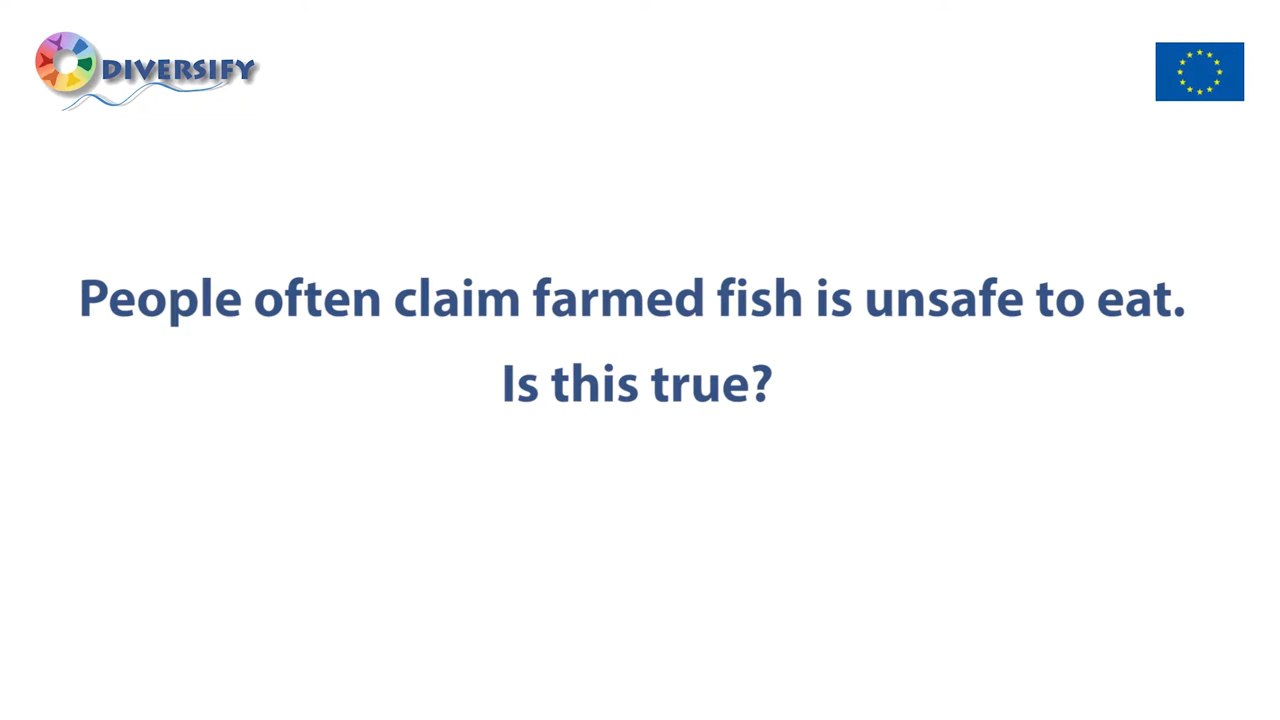 DIVERSIFY
People often claim farmed fish is unsafe to eat.
Is this true?